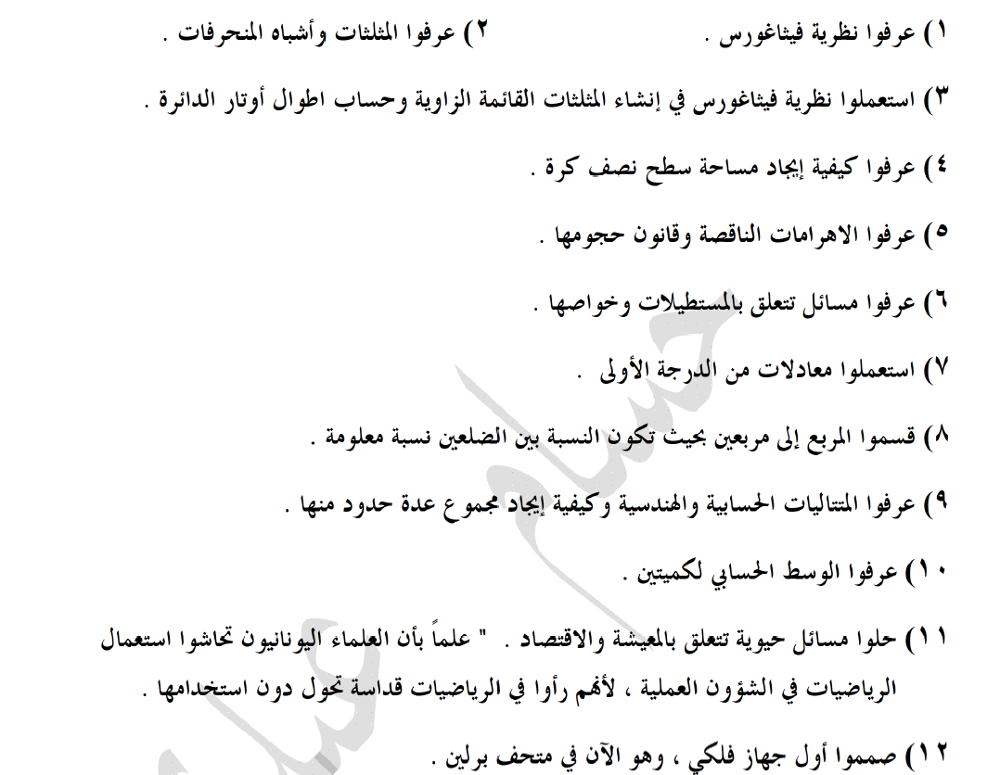 ١) عرفوا نظرية فيثاغورس . ٢) عرفوا المثلثات وأشباه المنحرفات .
٣) استعملوا نظرية فيثاغورس في إنشاء المثلثات القائمة الزاوية وحساب اطوال أوتار الدائرة .
٤) عرفوا كيفية إيجاد مساحة سطح نصف كرة .
٥) عرفوا الاهرامات الناقصة وقانون حجومها .
٦) عرفوا مسائل تتعلق بالمستطيلات وخواصها .
٧) استعملوا معادلات من الدرجة الأولى .
٨) قسموا المربع إلى مربعين بحيث تكون النسبة بين الضلعين نسبة معلومة .
٩) عرفوا المتتاليات الحسابية والهندسية وكيفية إيجاد مجموع عدة حدود منها .
١٠) عرفوا الوسط الحسابي لكميتين .
١١) حلوا مسائل حيوية تتعلق بالمعيشة والاقتصاد . " علماً بأن العلماء اليونانيون تحاشوا استعمال
الرياضيات في الشؤون العملية ، لأنهم رأوا في الرياضيات قداسة تحول دون استخدامها .
١٢) صمموا أول جهاز فلكي ، وهو الآن في متحف برلين .
حسام